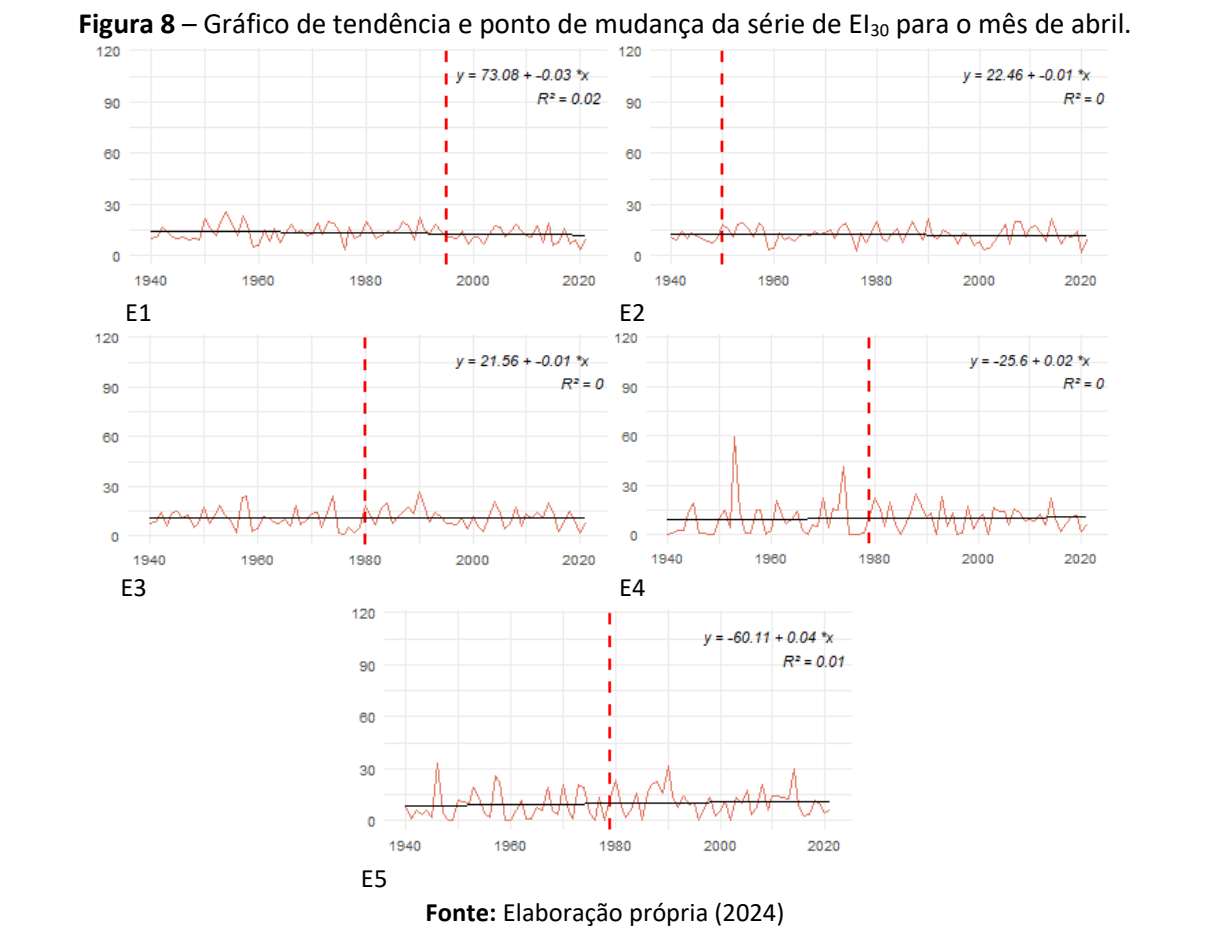 Figura 8 – Gráfico de tendência e ponto de mudança da série de EI₃₀ para o mês de abril.
120
90
60
30
0
y = 73.08 + -0.03 *x
R² = 0.02
1940 1960 1980 2000 2020
E1
120
90
60
30
0
y = 22.46 + -0.01 *x
R² = 0
1940 1960 1980 2000 2020
E2
120
90
60
30
0
y = 21.56 + -0.01 *x
R² = 0
1940 1960 1980 2000 2020
E3
120
90
60
30
0
y = -25.6 + 0.02 *x
R² = 0
1940 1960 1980 2000 2020
E4
120
90
60
30
0
y = -60.11 + 0.04 *x
R² = 0.01
1940 1960 1980 2000 2020
E5
Fonte: Elaboração própria (2024)